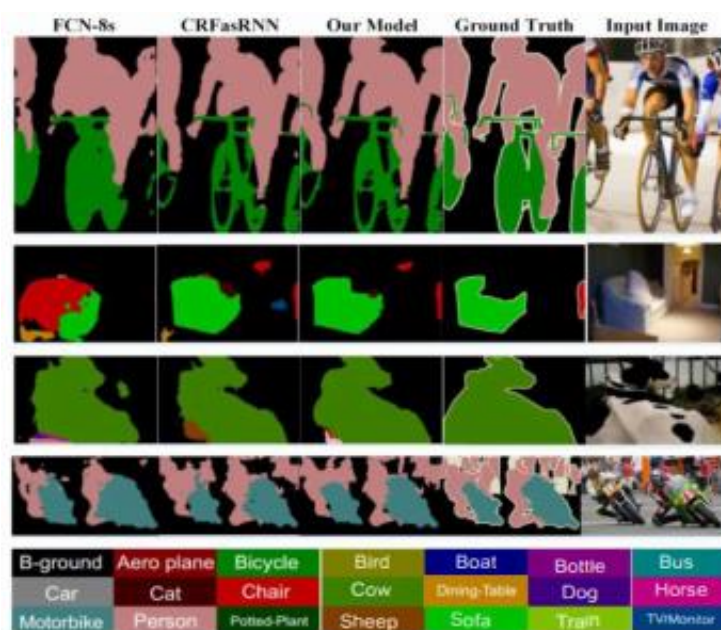 FCN-8s CRFasRNN Our Model Ground Truth Input Image
B-ground Aero plane Bicycle Bird Boat Bottle Bus
Car Cat Chair Cow Dining-Table Dog Horse
Motorbike Person Potted-Plant Sheep Sofa Train TV/Monitor